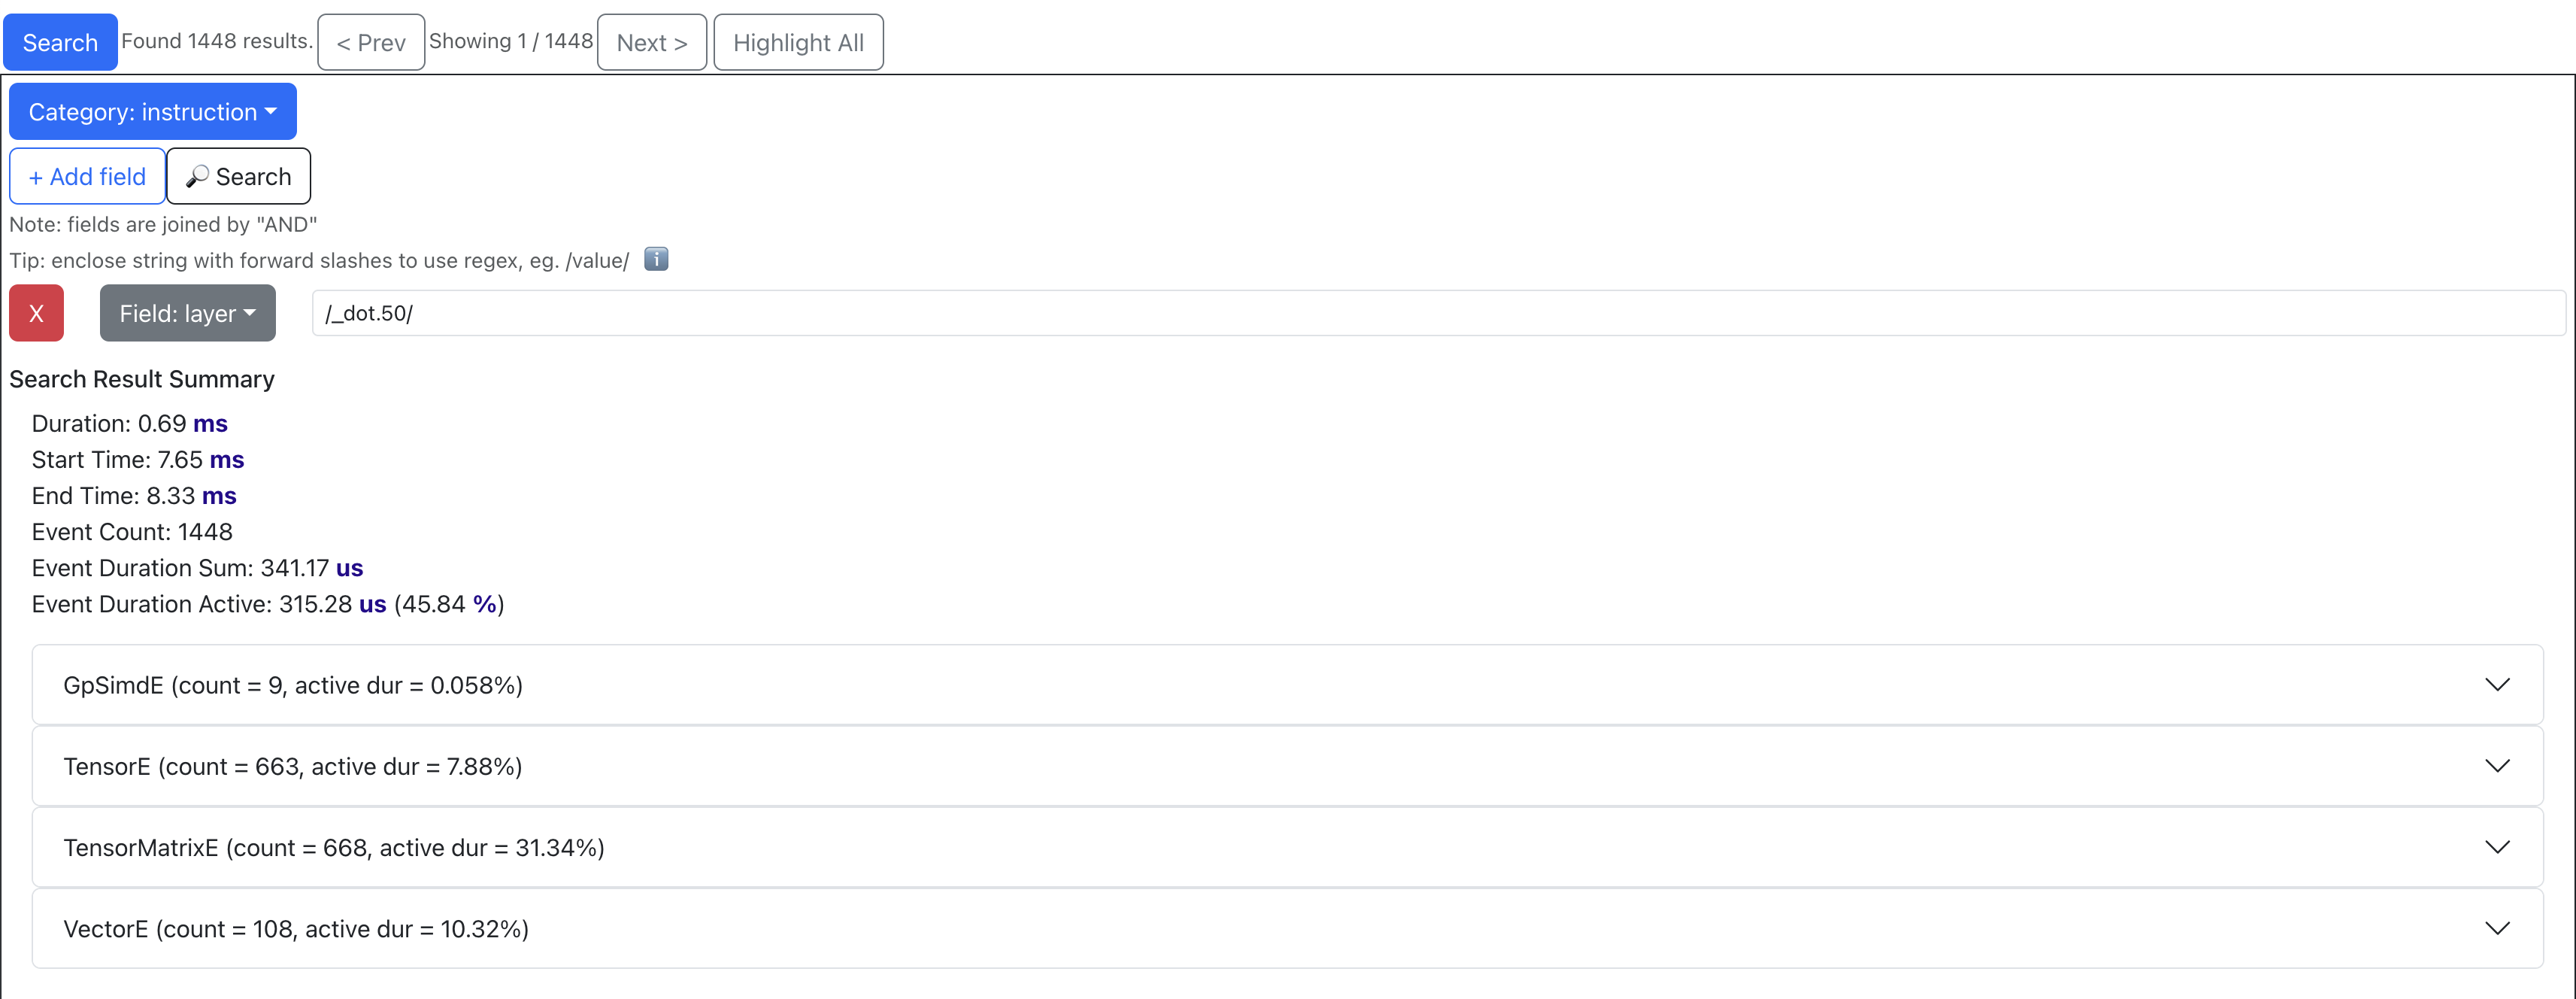 Search Found 1448 results. < Prev Showing 1 / 1448 Next > Highlight All
Category: instruction
+ Add field 🔎 Search
Note: fields are joined by "AND"
Tip: enclose string with forward slashes to use regex, eg. /value/ ℹ️
X Field: layer /_dot.50/
Search Result Summary
Duration: 0.69 ms
Start Time: 7.65 ms
End Time: 8.33 ms
Event Count: 1448
Event Duration Sum: 341.17 us
Event Duration Active: 315.28 us (45.84 %)
GpSimdE (count = 9, active dur = 0.058%)
TensorE (count = 663, active dur = 7.88%)
TensorMatrixE (count = 668, active dur = 31.34%)
VectorE (count = 108, active dur = 10.32%)